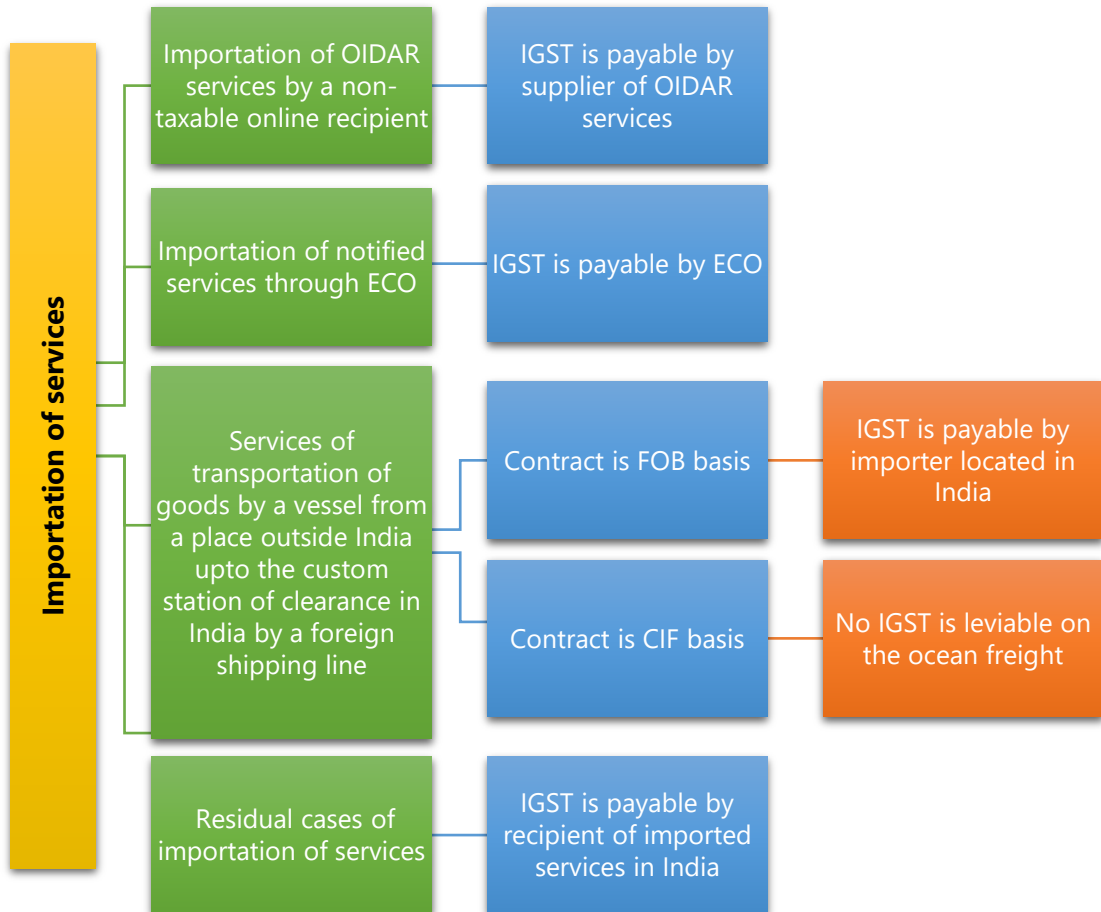 Importation of services
Importation of OIDAR
services by a non-
taxable online recipient
IGST is payable by
supplier of OIDAR
services
Importation of notified
services through ECO
IGST is payable by ECO
Services of
transportation of
goods by a vessel from
a place outside India
upto the custom
station of clearance in
India by a foreign
shipping line
Contract is FOB basis
IGST is payable by
importer located in
India
Contract is CIF basis
No IGST is leviable on
the ocean freight
Residual cases of
importation of services
IGST is payable by
recipient of imported
services in India